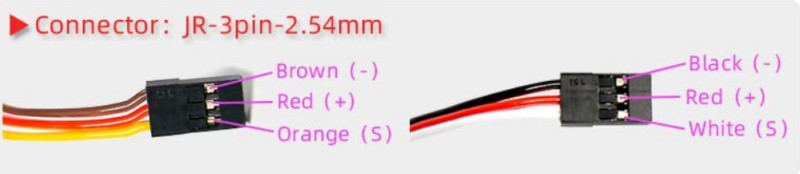 Connector: JR-3pin-2.54mm
Brown (-)
Red (+)
Orange (S)
Black (-)
Red (+)
White (S)